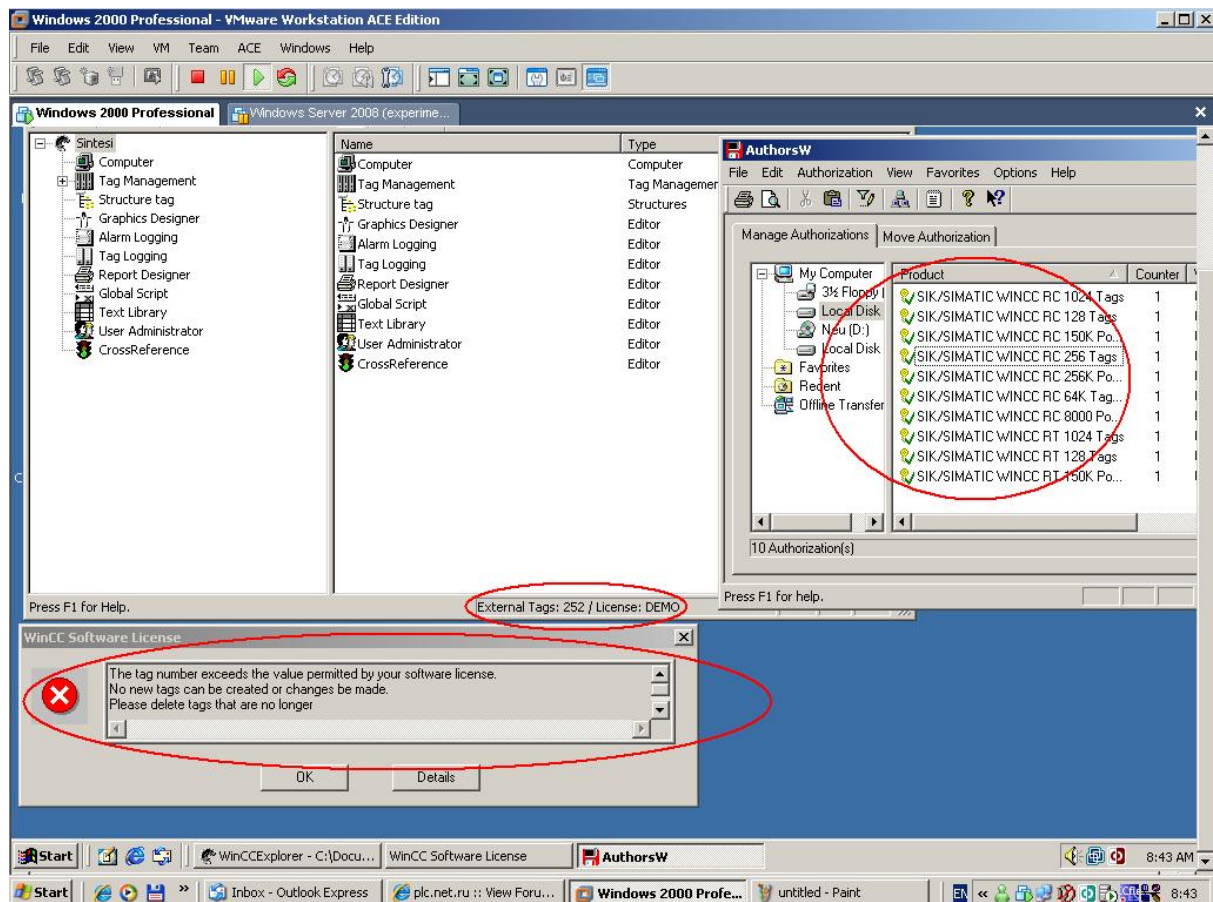 Windows 2000 Professional - VMware Workstation ACE Edition
File Edit View VM Team ACE Windows Help
Windows 2000 Professional
Windows Server 2008 (experime...
Sintesi
Computer
Tag Management
Structure tag
Graphics Designer
Alarm Logging
Tag Logging
Report Designer
Global Script
Text Library
User Administrator
CrossReference
Name Type
Computer Computer
Tag Management Tag Managemer
Structure tag Structures
Graphics Designer Editor
Alarm Logging Editor
Tag Logging Editor
Report Designer Editor
Global Script Editor
Text Library Editor
User Administrator Editor
CrossReference Editor
Press F1 for Help.
External Tags: 252 / License: DEMO
AuthorsW
File Edit Authorization View Favorites Options Help
Manage Authorizations
Move Authorization
My Computer
3½ Floppy
Local Disk
Neu (D:)
Local Disk
Favorites
Recent
Offline Transfer
Product Counter
SIK/SIMATIC WINCC RC 1024 Tags 1
SIK/SIMATIC WINCC RC 128 Tags 1
SIK/SIMATIC WINCC RC 150K Po... 1
SIK/SIMATIC WINCC RC 256 Tags 1
SIK/SIMATIC WINCC RC 256K Po... 1
SIK/SIMATIC WINCC RC 64K Tag... 1
SIK/SIMATIC WINCC RC 8000 Po... 1
SIK/SIMATIC WINCC RT 1024 Tags 1
SIK/SIMATIC WINCC RT 128 Tags 1
SIK/SIMATIC WINCC RT 150K Po... 1
10 Authorization(s)
Press F1 for help.
WinCC Software License
The tag number exceeds the value permitted by your software license.
No new tags can be created or changes be made.
Please delete tags that are no longer
OK
Details
Start
WinCCExplorer - C:\Docu...
WinCC Software License
AuthorsW
8:43 AM
Start
Inbox - Outlook Express
plc.net.ru :: View Foru...
Windows 2000 Profe...
untitled - Paint
EN
8:43